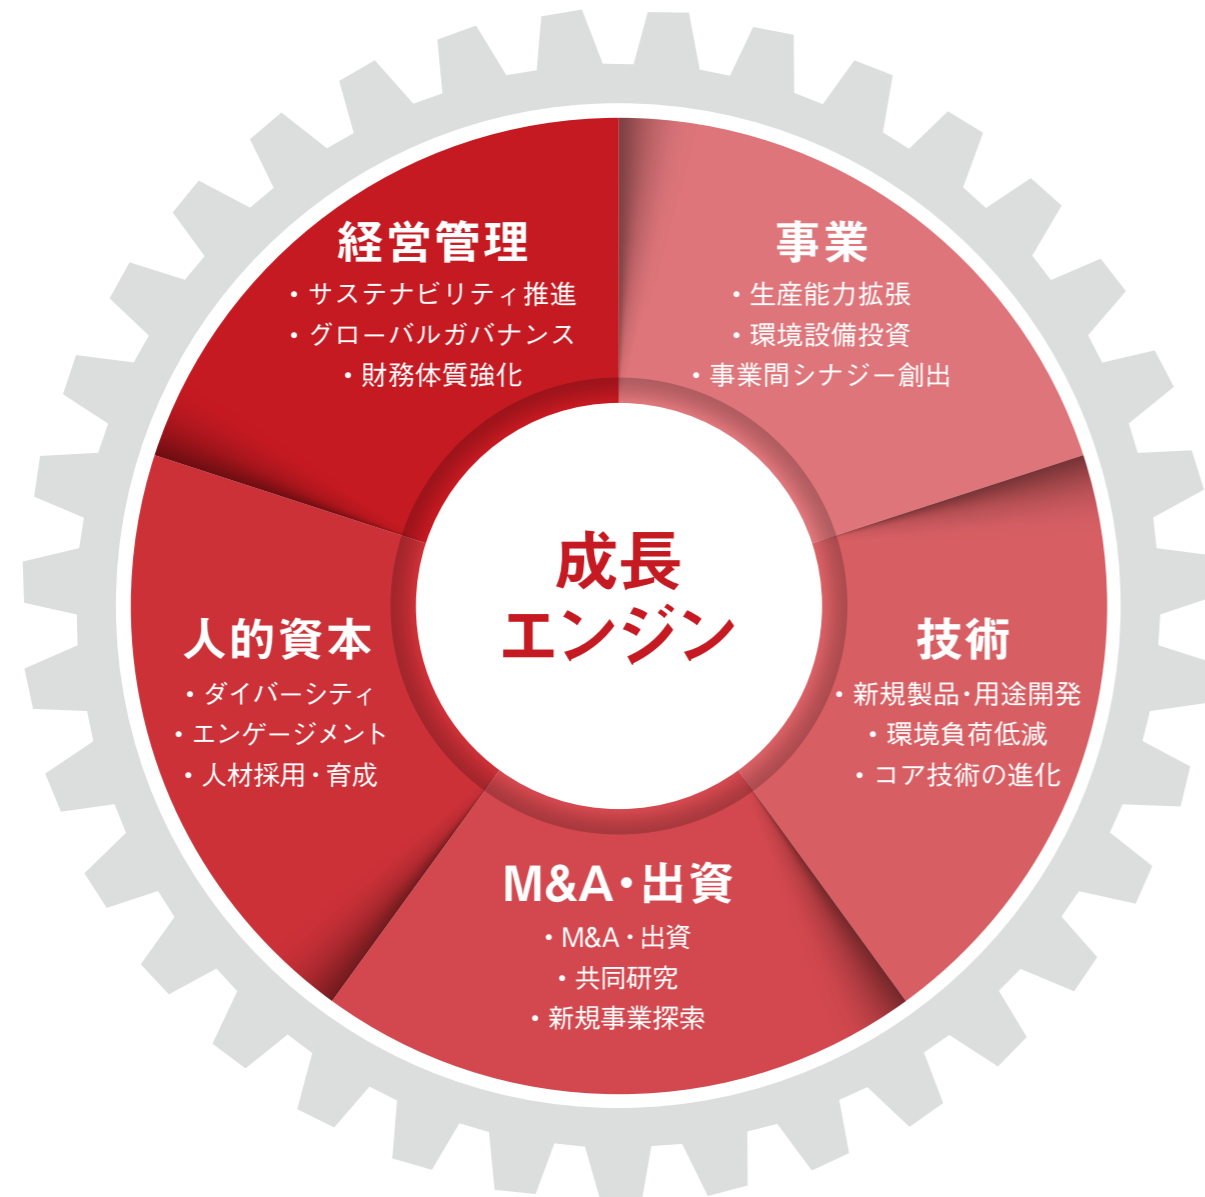 成長
エンジン
事業
・生産能力拡張
・環境設備投資
・事業間シナジー創出
技術
・新規製品・用途開発
・環境負荷低減
・コア技術の進化
M&A・出資
・M&A・出資
・共同研究
・新規事業探索
人的資本
・ダイバーシティ
・エンゲージメント
・人材採用・育成
経営管理
・サステナビリティ推進
・グローバルガバナンス
・財務体質強化